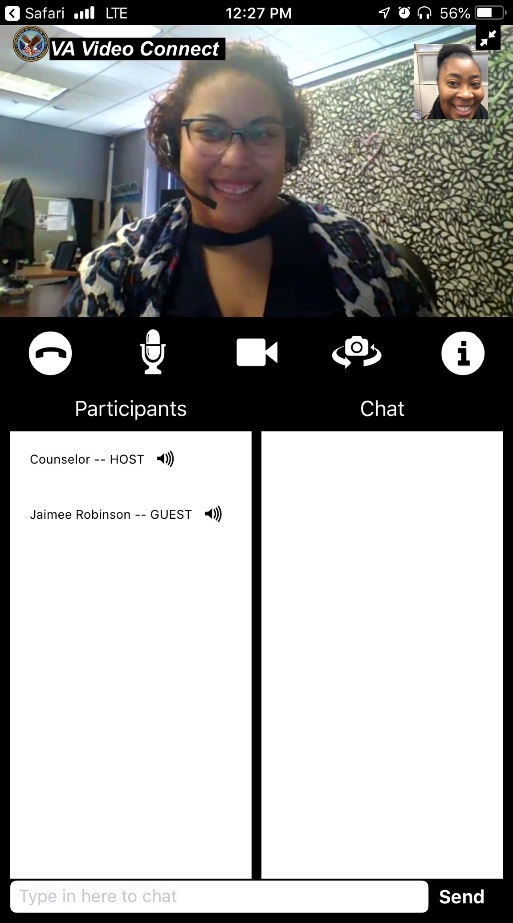 Safari LTE 12:27 PM 56%
VA Video Connect
Participants Chat
Counselor -- HOST
Jaimee Robinson -- GUEST
Type in here to chat Send